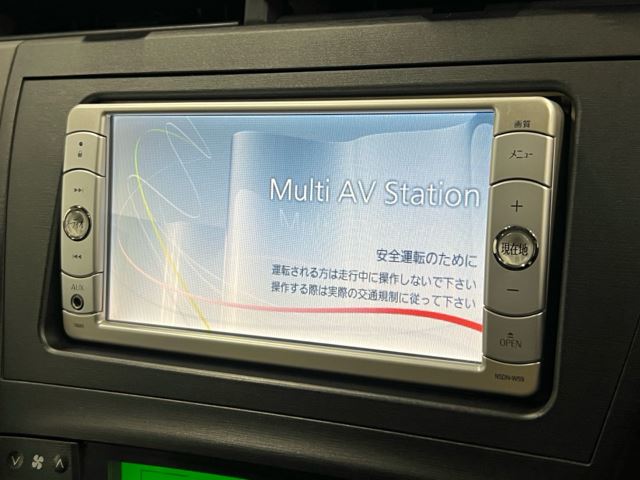 画質
メニュー
Multi AV Station
+
現在地
安全運転のために
運転される方は走行中に操作しないで下さい
操作する際は実際の交通規制に従って下さい
AUX
−
OPEN
NSDN-W59